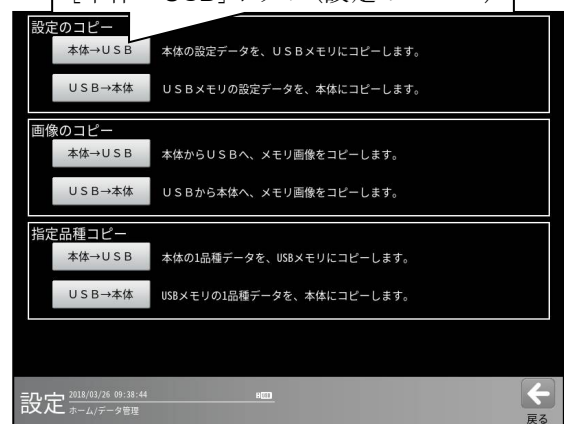 設定のコピー
本体→ＵＳＢ 本体の設定データを、ＵＳＢメモリにコピーします。
ＵＳＢ→本体 ＵＳＢメモリの設定データを、本体にコピーします。
画像のコピー
本体→ＵＳＢ 本体からＵＳＢへ、メモリ画像をコピーします。
ＵＳＢ→本体 ＵＳＢから本体へ、メモリ画像をコピーします。
指定品種コピー
本体→ＵＳＢ 本体の1品種データを、USBメモリにコピーします。
ＵＳＢ→本体 USBメモリの1品種データを、本体にコピーします。
設定 2018/03/26 09:38:44
ホーム/データ管理
戻る